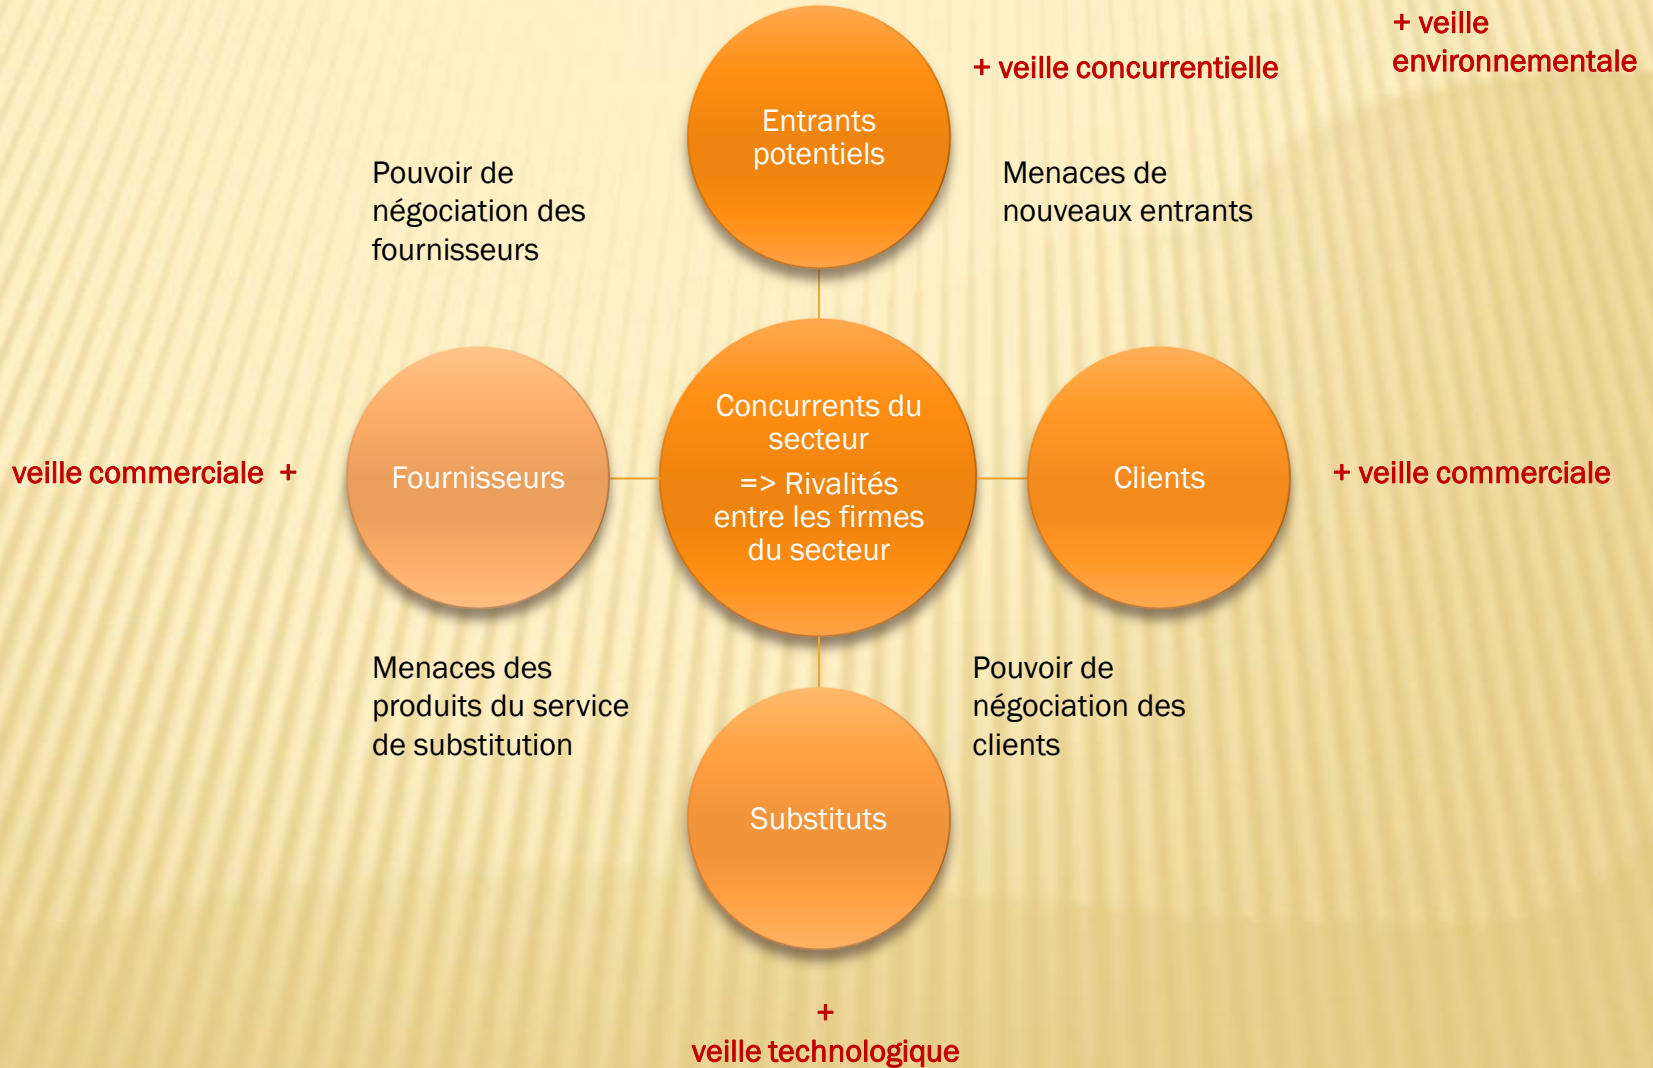 + veille
environnementale
+ veille concurrentielle
Entrants
potentiels
Pouvoir de
négociation des
fournisseurs
Menaces de
nouveaux entrants
veille commerciale +
Fournisseurs
Concurrents du
secteur
=> Rivalités
entre les firmes
du secteur
Clients
+ veille commerciale
Menaces des
produits du service
de substitution
Pouvoir de
négociation des
clients
Substituts
+
veille technologique